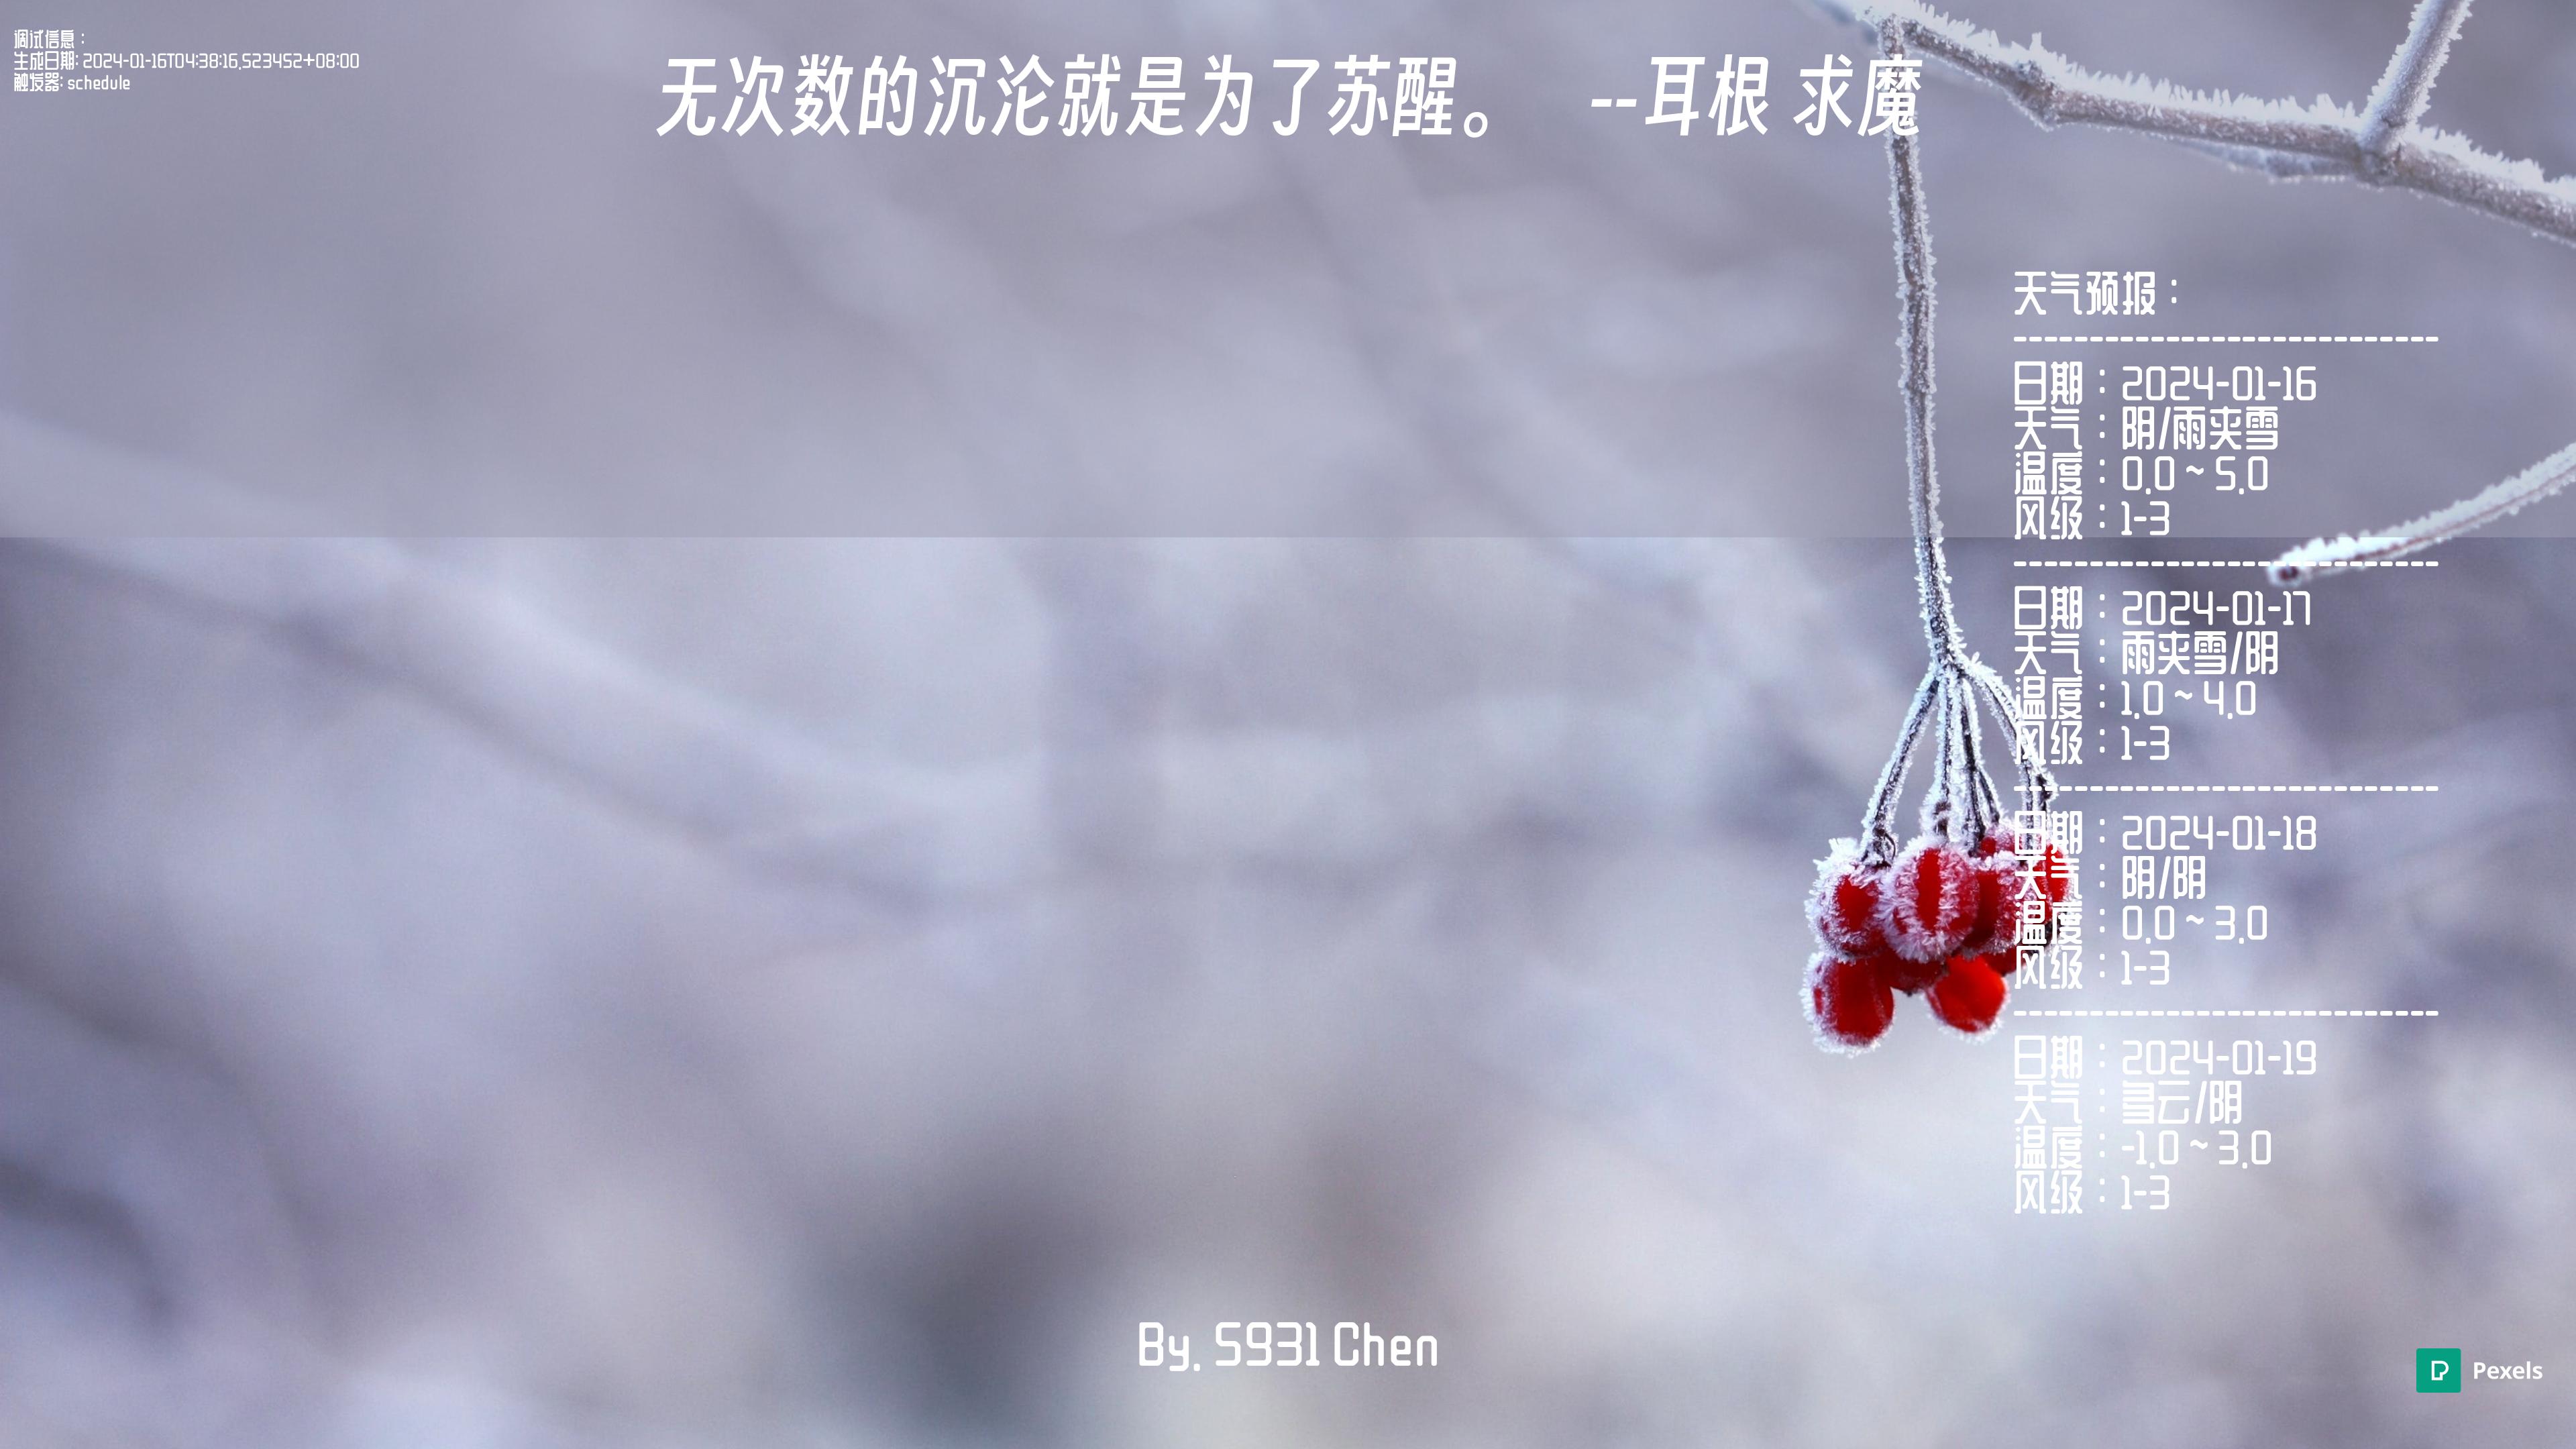 调试信息：
生成日期: 2024-01-16T04:38:16.523452+08:00
触发器: schedule
无次数的沉沦就是为了苏醒。 --耳根 求魔
天气预报：
----------------------------
日期：2024-01-16
天气：阴/雨夹雪
温度：0.0 ~ 5.0
风级：1-3
----------------------------
日期：2024-01-17
天气：雨夹雪/阴
温度：1.0 ~ 4.0
风级：1-3
----------------------------
日期：2024-01-18
天气：阴/阴
温度：0.0 ~ 3.0
风级：1-3
----------------------------
日期：2024-01-19
天气：多云/阴
温度：-1.0 ~ 3.0
风级：1-3
By. 5931 Chen
Pexels